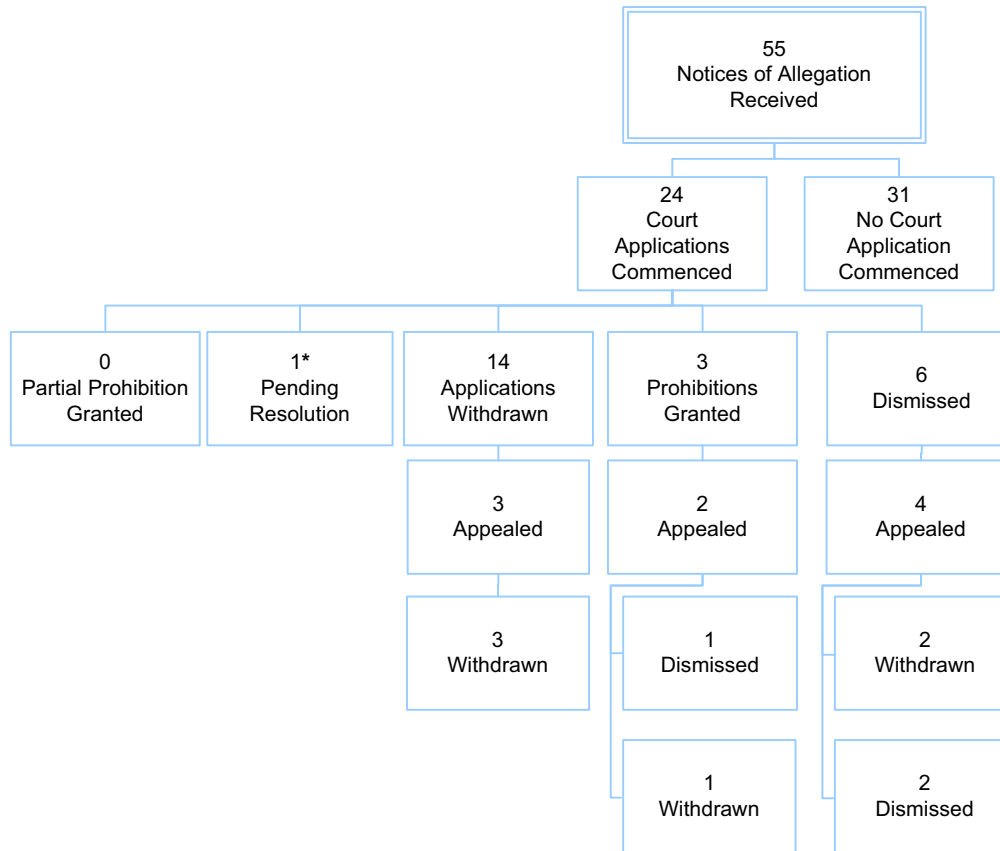 55
Notices of Allegation
Received
24
Court
Applications
Commenced
31
No Court
Application
Commenced
0
Partial Prohibition
Granted
1*
Pending
Resolution
14
Applications
Withdrawn
3
Prohibitions
Granted
6
Dismissed
3
Appealed
2
Appealed
4
Appealed
3
Withdrawn
1
Dismissed
2
Withdrawn
1
Withdrawn
2
Dismissed